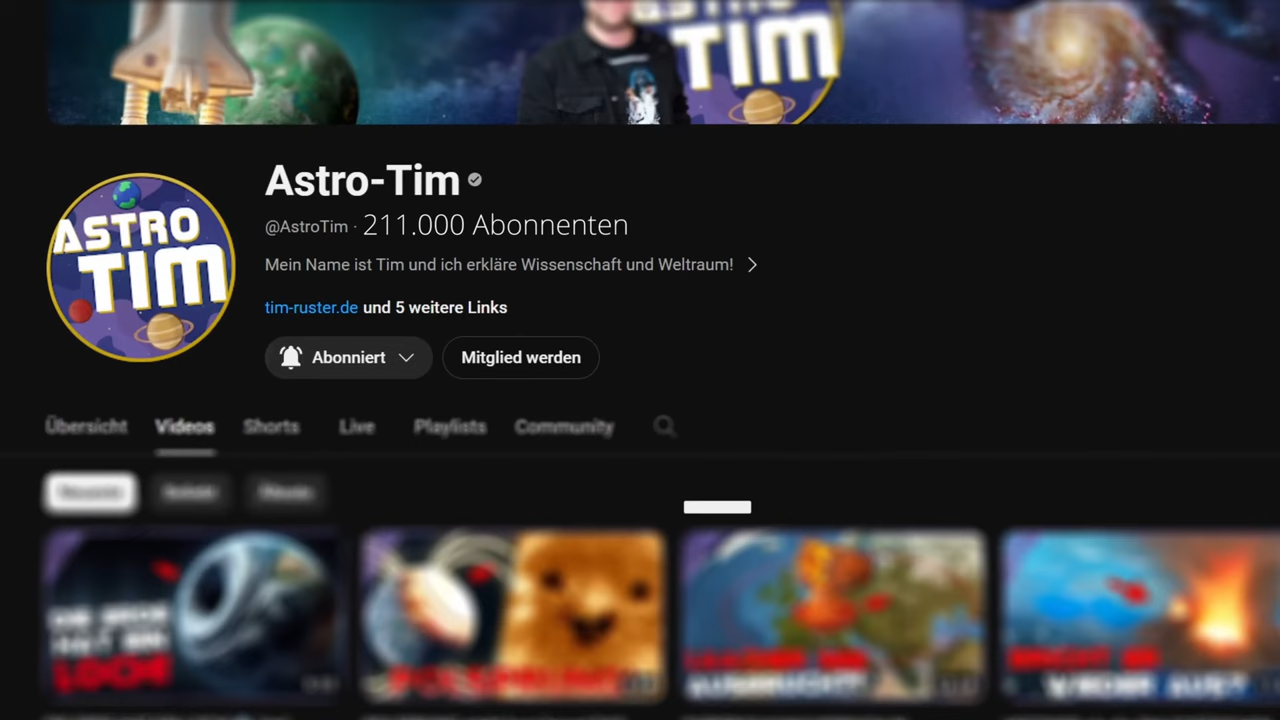 TIM
Astro-Tim
@AstroTim · 211.000 Abonnenten
Mein Name ist Tim und ich erkläre Wissenschaft und Weltraum!
tim-ruster.de und 5 weitere Links
Abonniert
Mitglied werden
ASTRO
TIM
Übersicht Videos Shorts Live Playlists Community